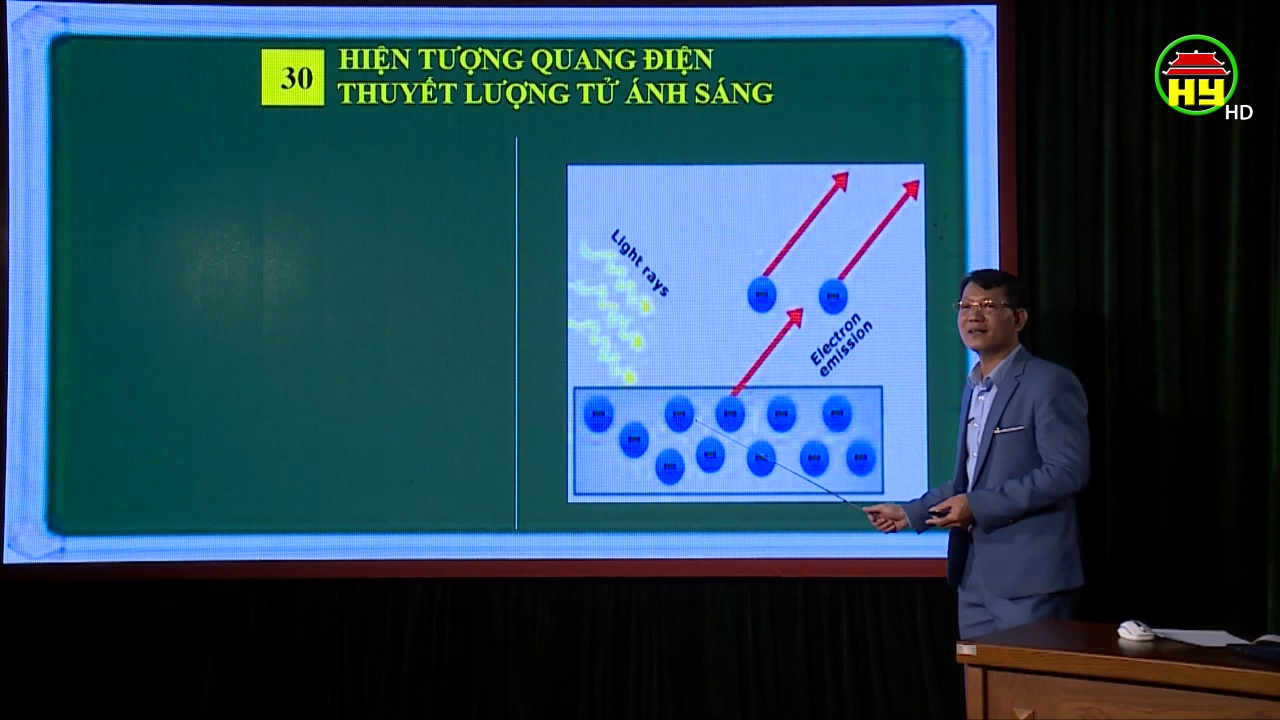 30
HIỆN TƯỢNG QUANG ĐIỆN
THUYẾT LƯỢNG TỬ ÁNH SÁNG
HY
HD
Light rays
Electron
emission